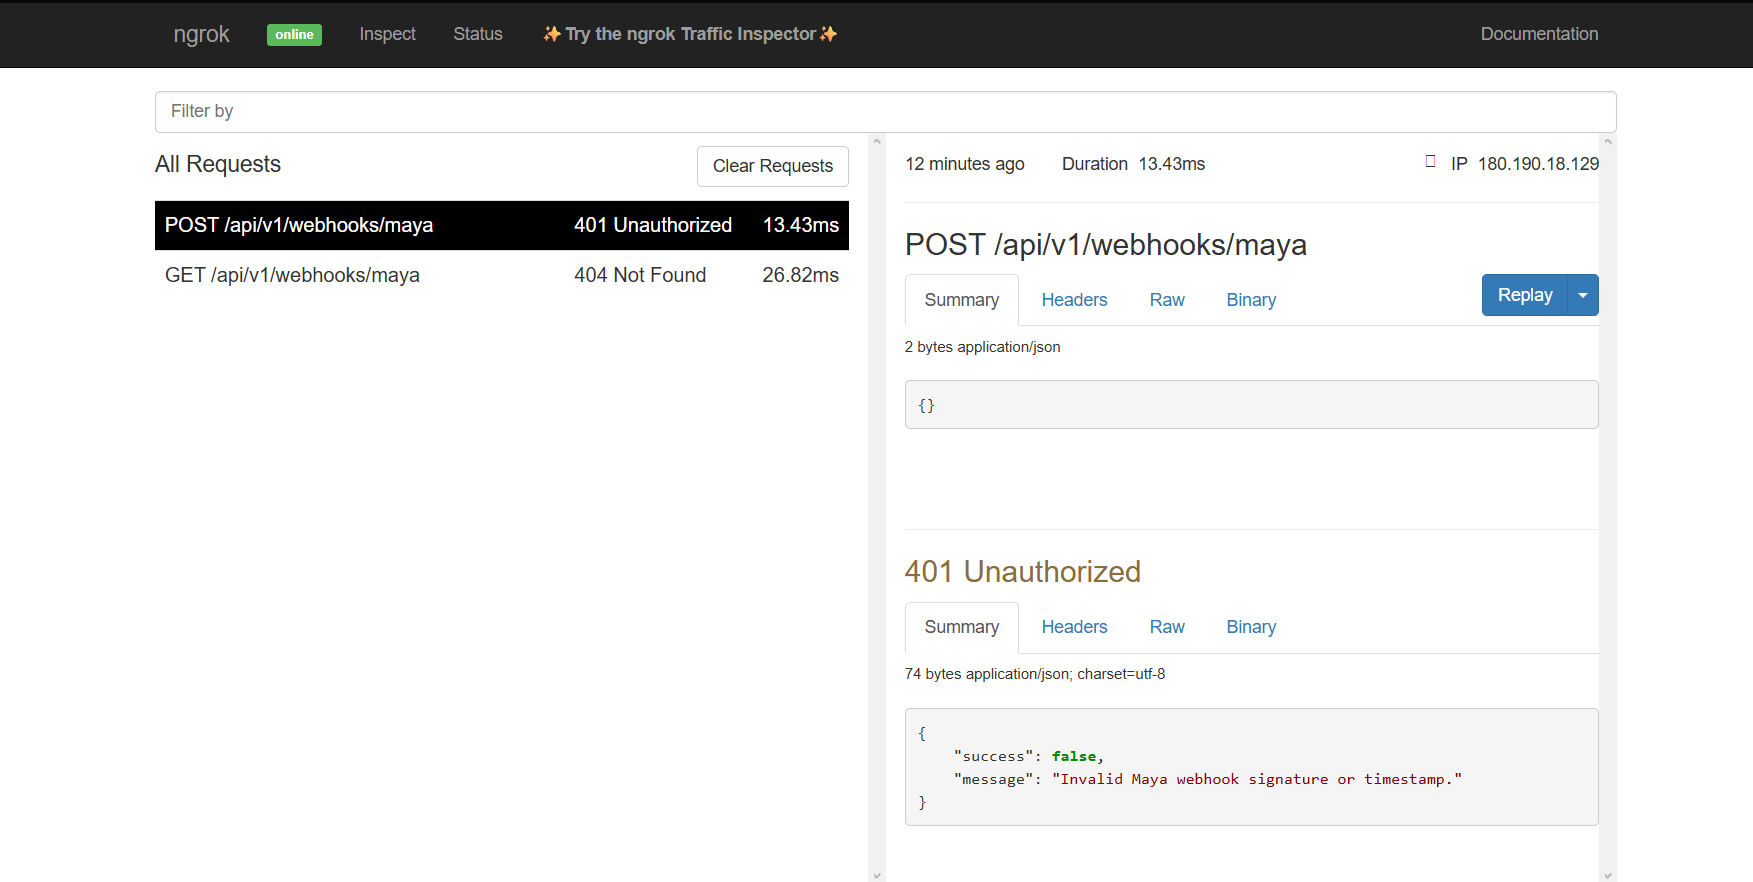 ngrok online Inspect Status ✨Try the ngrok Traffic Inspector✨ Documentation
Filter by
All Requests
Clear Requests
POST /api/v1/webhooks/maya 401 Unauthorized 13.43ms
GET /api/v1/webhooks/maya 404 Not Found 26.82ms
12 minutes ago Duration 13.43ms IP 180.190.18.129
POST /api/v1/webhooks/maya
Summary Headers Raw Binary Replay
2 bytes application/json
{}
401 Unauthorized
Summary Headers Raw Binary
74 bytes application/json; charset=utf-8
{
"success": false,
"message": "Invalid Maya webhook signature or timestamp."
}